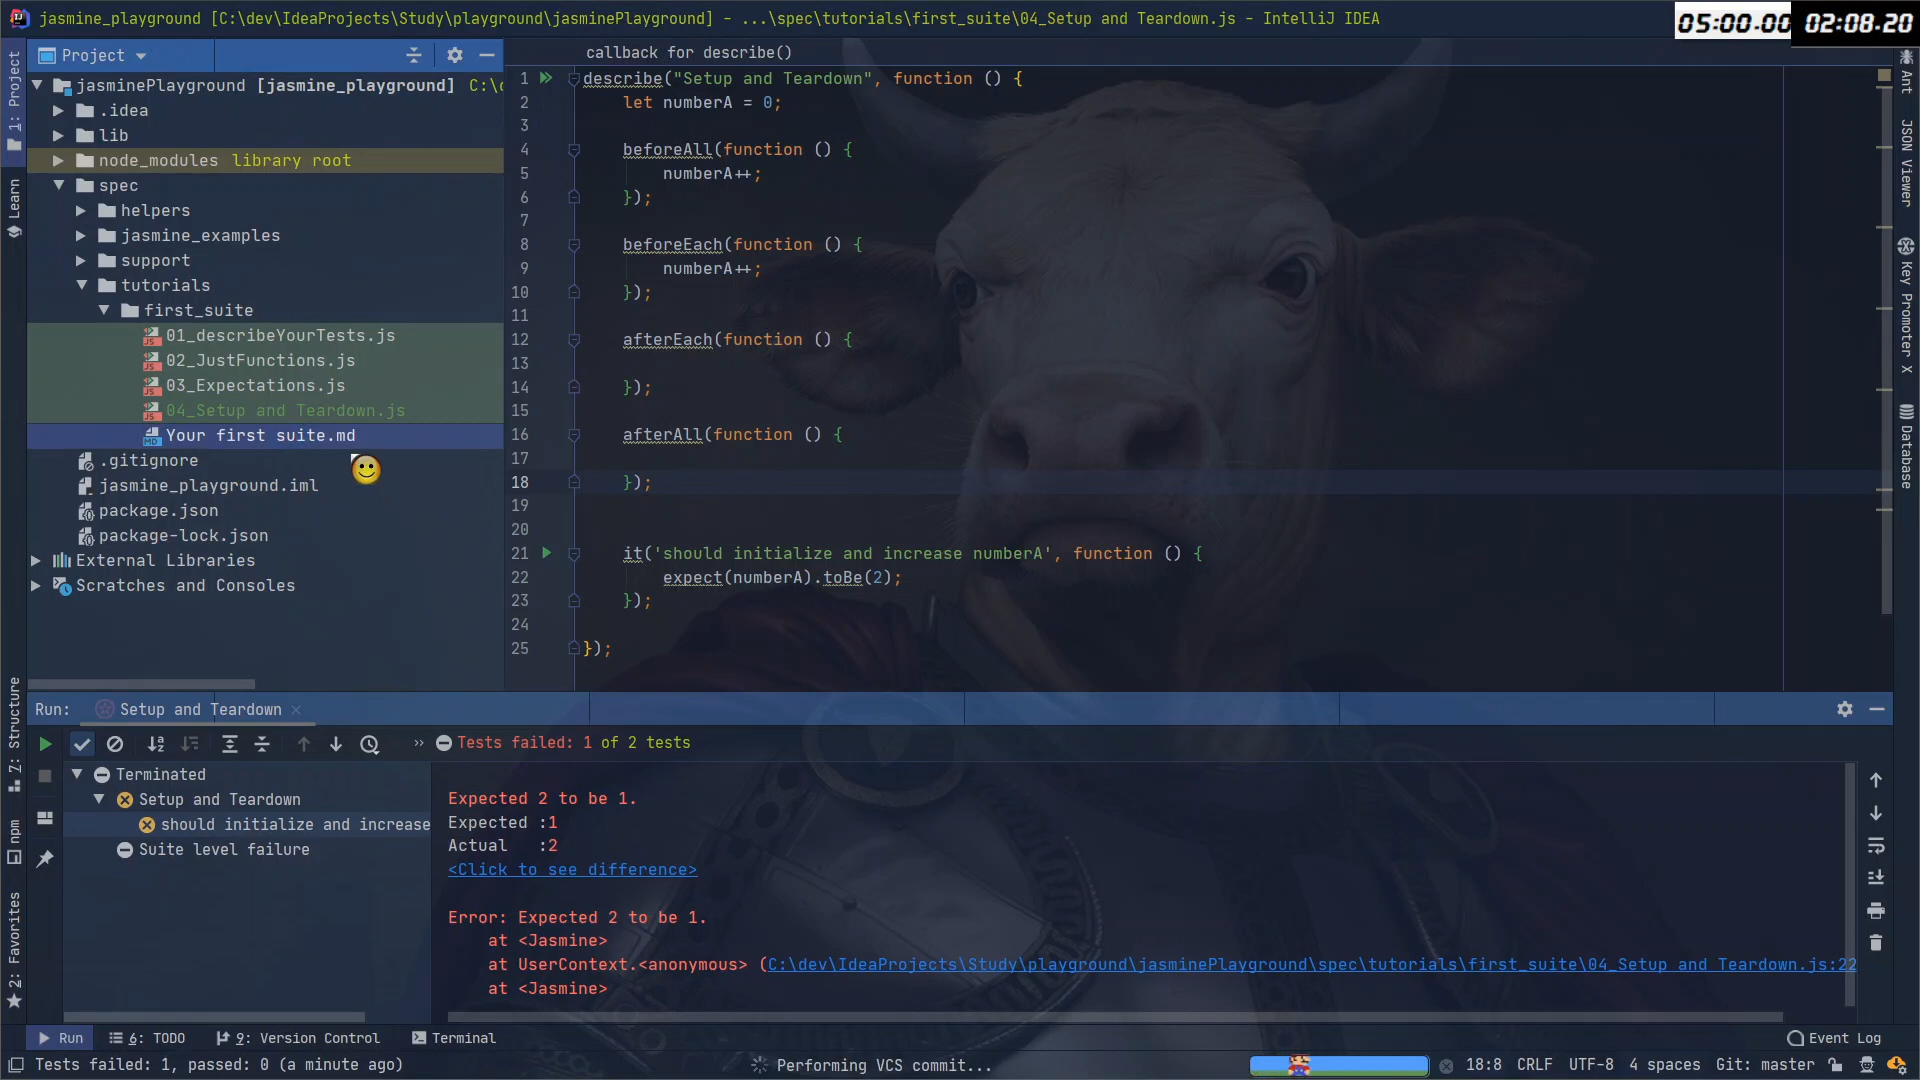 jasmine_playground [C:\dev\IdeaProjects\Study\playground\jasminePlayground] - ...\spec\tutorials\first_suite\04_Setup and Teardown.js - IntelliJ IDEA
05:00.00 02:08.20
Project
callback for describe()
jasminePlayground [jasmine_playground] C:\
.idea
lib
node_modules library root
spec
helpers
jasmine_examples
support
tutorials
first_suite
01_describeYourTests.js
02_JustFunctions.js
03_Expectations.js
04_Setup and Teardown.js
Your first suite.md
.gitignore
jasmine_playground.iml
package.json
package-lock.json
External Libraries
Scratches and Consoles
1 describe("Setup and Teardown", function () {
2 let numberA = 0;
3
4 beforeAll(function () {
5 numberA++;
6 });
7
8 beforeEach(function () {
9 numberA++;
10 });
11
12 afterEach(function () {
13
14 });
15
16 afterAll(function () {
17
18 });
19
20
21 it('should initialize and increase numberA', function () {
22 expect(numberA).toBe(2);
23 });
24
25 });
1: Project
Learn
Z: Structure
npm
2: Favorites
Ant
JSON Viewer
Key Promoter X
Database
Run: Setup and Teardown
Tests failed: 1 of 2 tests
Terminated
Setup and Teardown
should initialize and increase
Suite level failure
Expected 2 to be 1.
Expected :1
Actual :2
<Click to see difference>
Error: Expected 2 to be 1.
at <Jasmine>
at UserContext.<anonymous> (C:\dev\IdeaProjects\Study\playground\jasminePlayground\spec\tutorials\first_suite\04_Setup and Teardown.js:22
at <Jasmine>
Run 6: TODO 9: Version Control Terminal Event Log
Tests failed: 1, passed: 0 (a minute ago) Performing VCS commit... 18:8 CRLF UTF-8 4 spaces Git: master